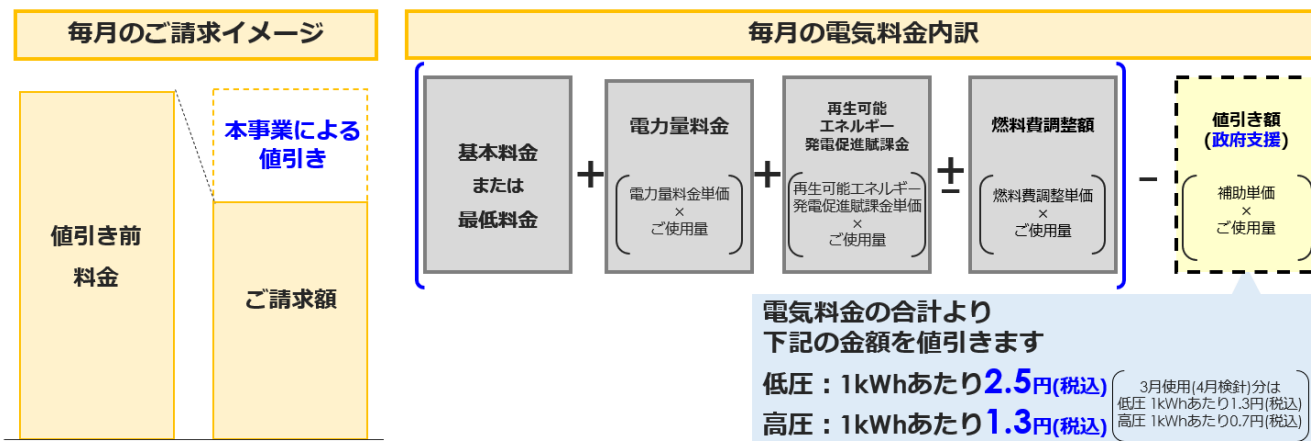 毎月のご請求イメージ
値引き前
料金
本事業による
値引き
ご請求額
毎月の電気料金内訳
基本料金
または
最低料金
+
電力量料金
電力量料金単価
×
ご使用量
+
再生可能
エネルギー
発電促進賦課金
再生可能エネルギー
発電促進賦課金単価
×
ご使用量
±
燃料費調整額
燃料費調整単価
×
ご使用量
−
値引き額
(政府支援)
補助単価
×
ご使用量
電気料金の合計より
下記の金額を値引きます
低圧：1kWhあたり2.5円(税込)
高圧：1kWhあたり1.3円(税込)
3月使用(4月検針)分は
低圧 1kWhあたり1.3円(税込)
高圧 1kWhあたり0.7円(税込)